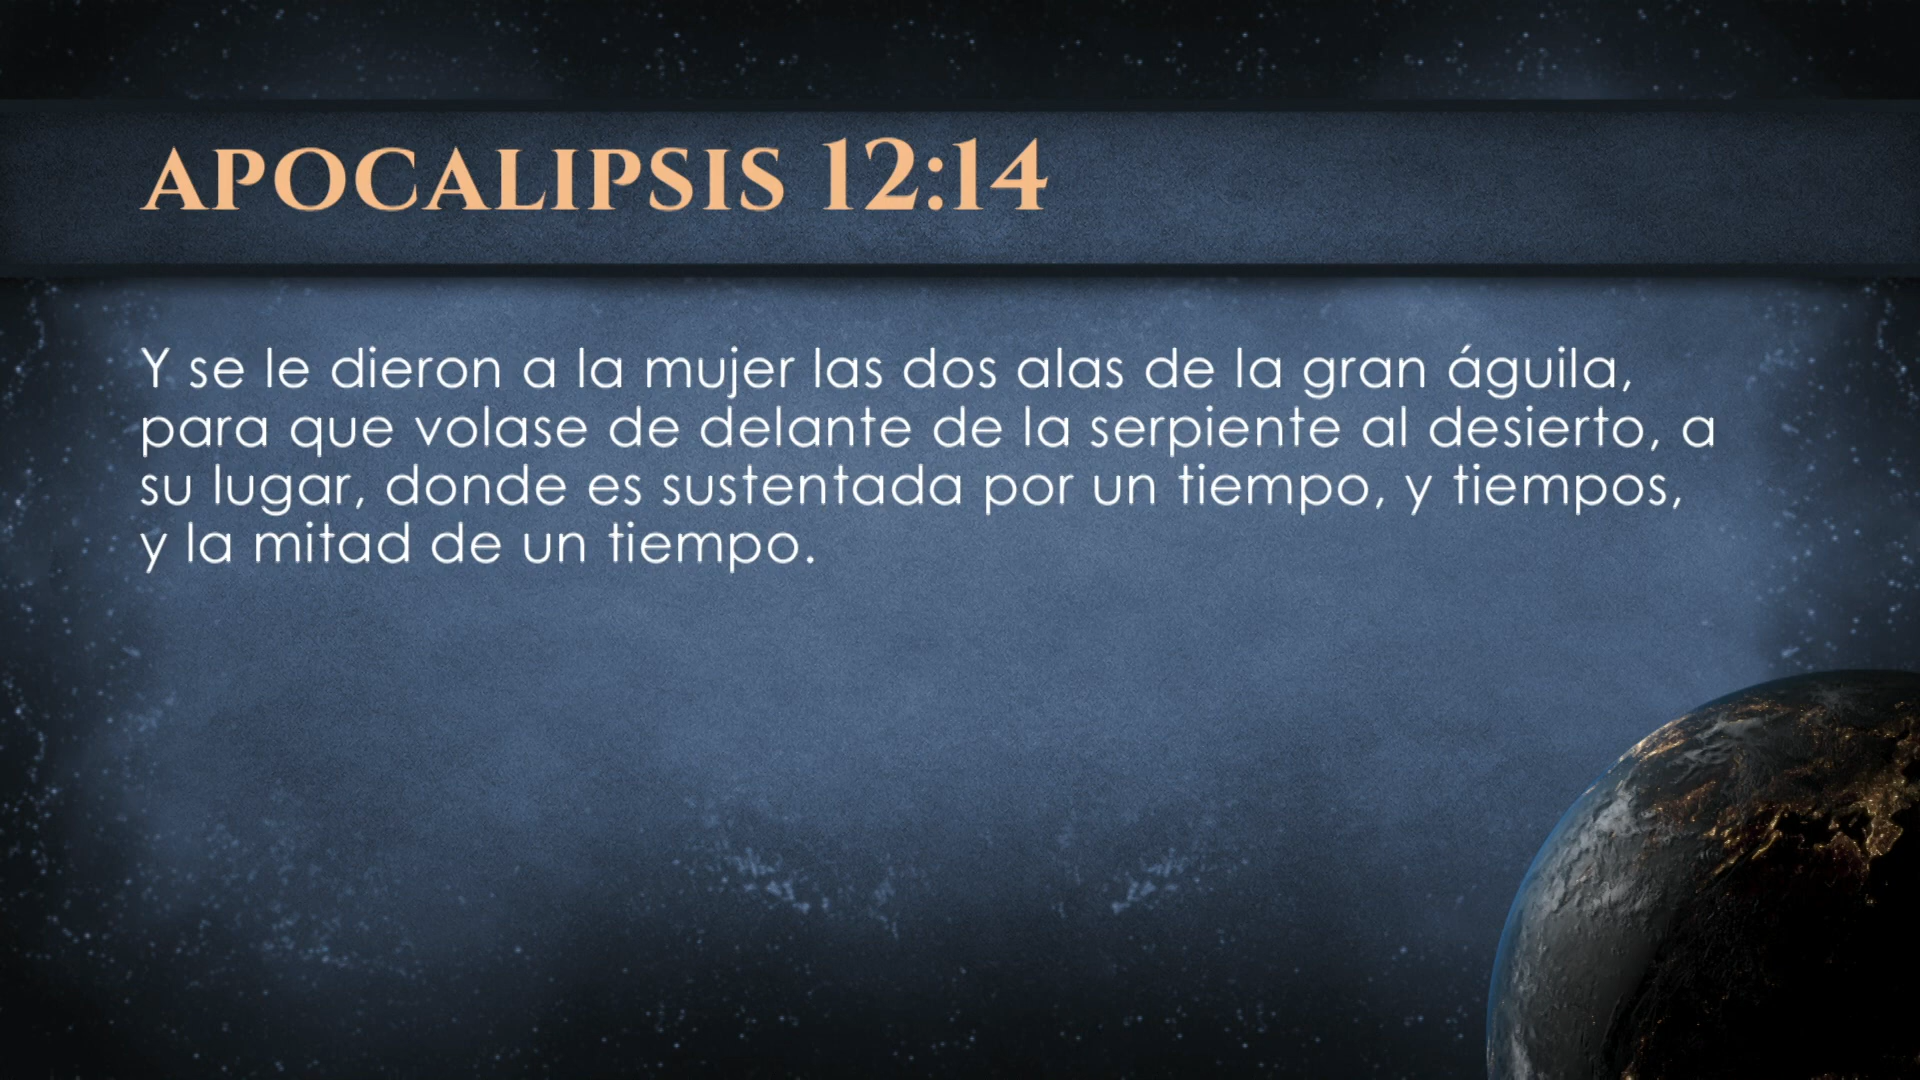 APOCALIPSIS 12:14
Y se le dieron a la mujer las dos alas de la gran águila,
para que volase de delante de la serpiente al desierto, a
su lugar, donde es sustentada por un tiempo, y tiempos,
y la mitad de un tiempo.